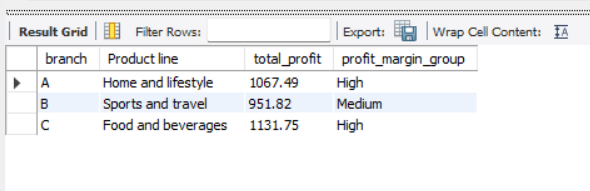 Result Grid Filter Rows: Export: Wrap Cell Content: IA
branch Product line total_profit profit_margin_group
A Home and lifestyle 1067.49 High
B Sports and travel 951.82 Medium
C Food and beverages 1131.75 High